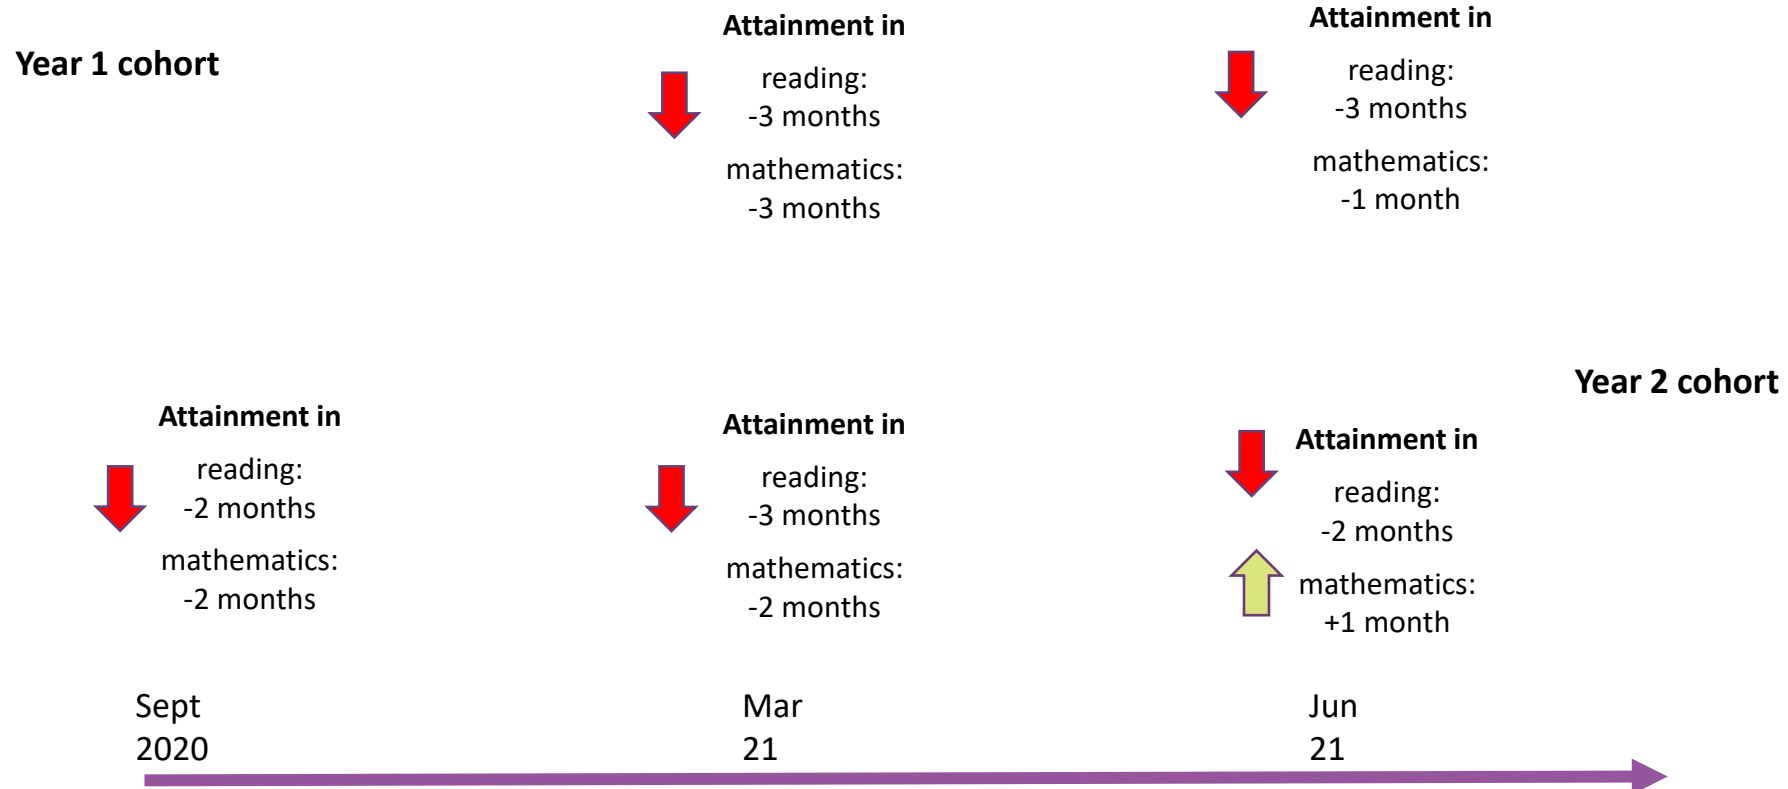 Year 1 cohort
Attainment in
reading:
-3 months
mathematics:
-3 months
Attainment in
reading:
-3 months
mathematics:
-1 month
Year 2 cohort
Attainment in
reading:
-2 months
mathematics:
-2 months
Attainment in
reading:
-3 months
mathematics:
-2 months
Attainment in
reading:
-2 months
mathematics:
+1 month
Sept
2020
Mar
21
Jun
21